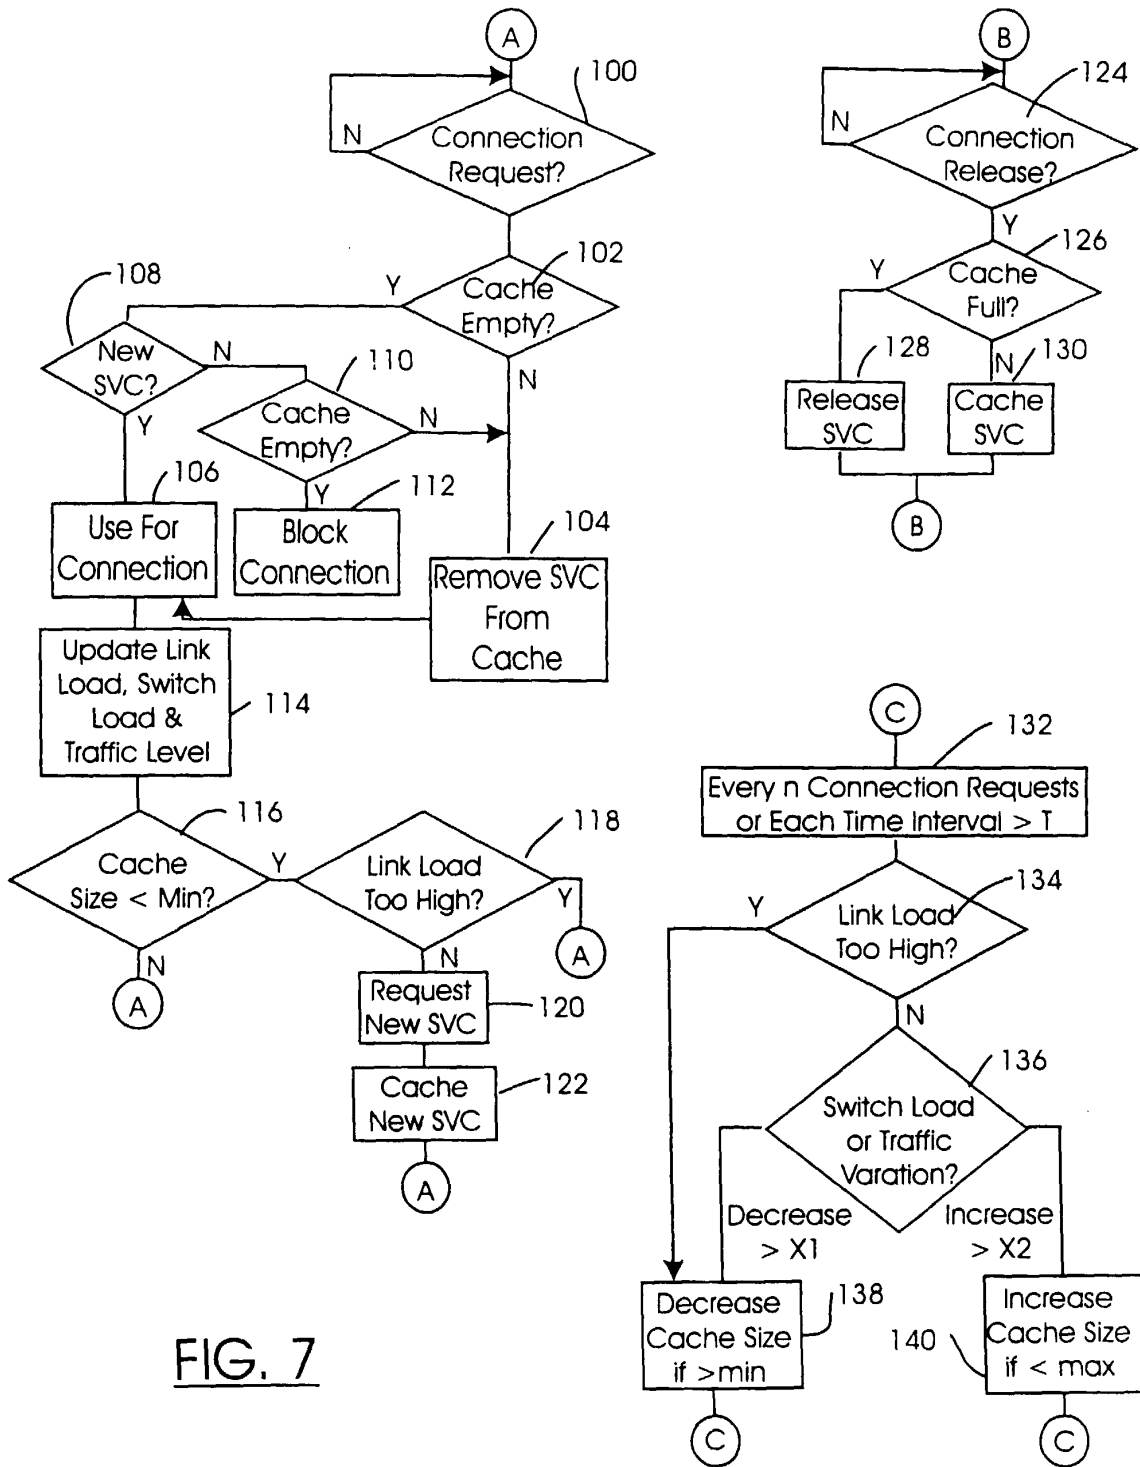 A
100
N
Connection
Request?
102
Y
Cache
Empty?
N
108
New
SVC?
N
Y
110
Cache
Empty?
N
Y
106
Use For
Connection
112
Block
Connection
104
Remove SVC
From
Cache
Update Link
Load, Switch
Load &
Traffic Level
114
116
Cache
Size < Min?
Y
N
A
118
Link Load
Too High?
Y
A
N
Request
New SVC
120
Cache
New SVC
122
A
B
124
N
Connection
Release?
Y
126
Y
Cache
Full?
N
128
Release
SVC
130
Cache
SVC
B
C
132
Every n Connection Requests
or Each Time Interval > T
134
Y
Link Load
Too High?
N
136
Switch Load
or Traffic
Varation?
Decrease
> X1
Increase
> X2
Decrease
Cache Size
if >min
138
Increase
Cache Size
if < max
140
C
C
FIG. 7